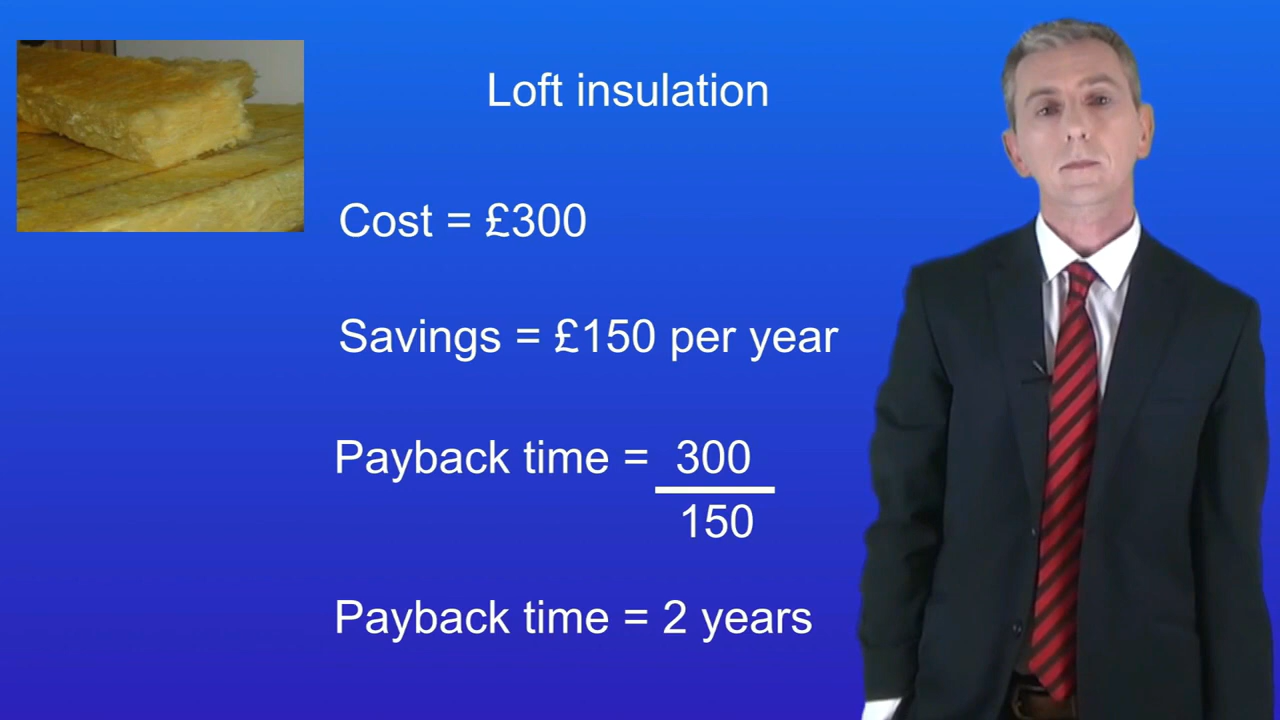 Loft insulation
Cost = £300
Savings = £150 per year
Payback time = 300
150
Payback time = 2 years